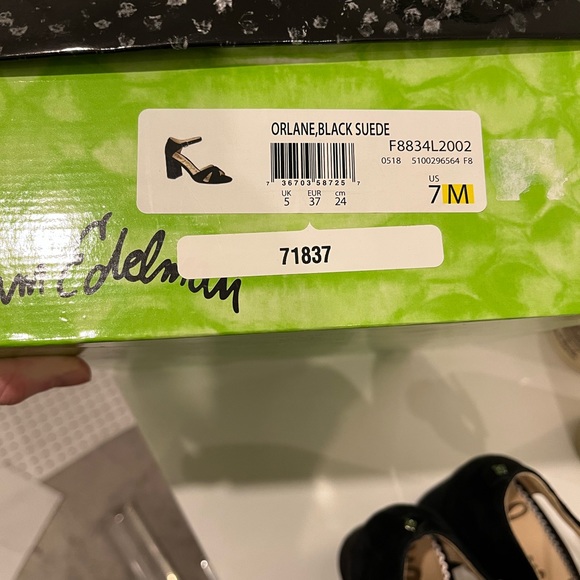 ORLANE,BLACK SUEDE
F8834L2002
0518 5100296564 F8
7 36703 58725 7
UK EUR cm
5 37 24
US
7 M
Edelman
71837